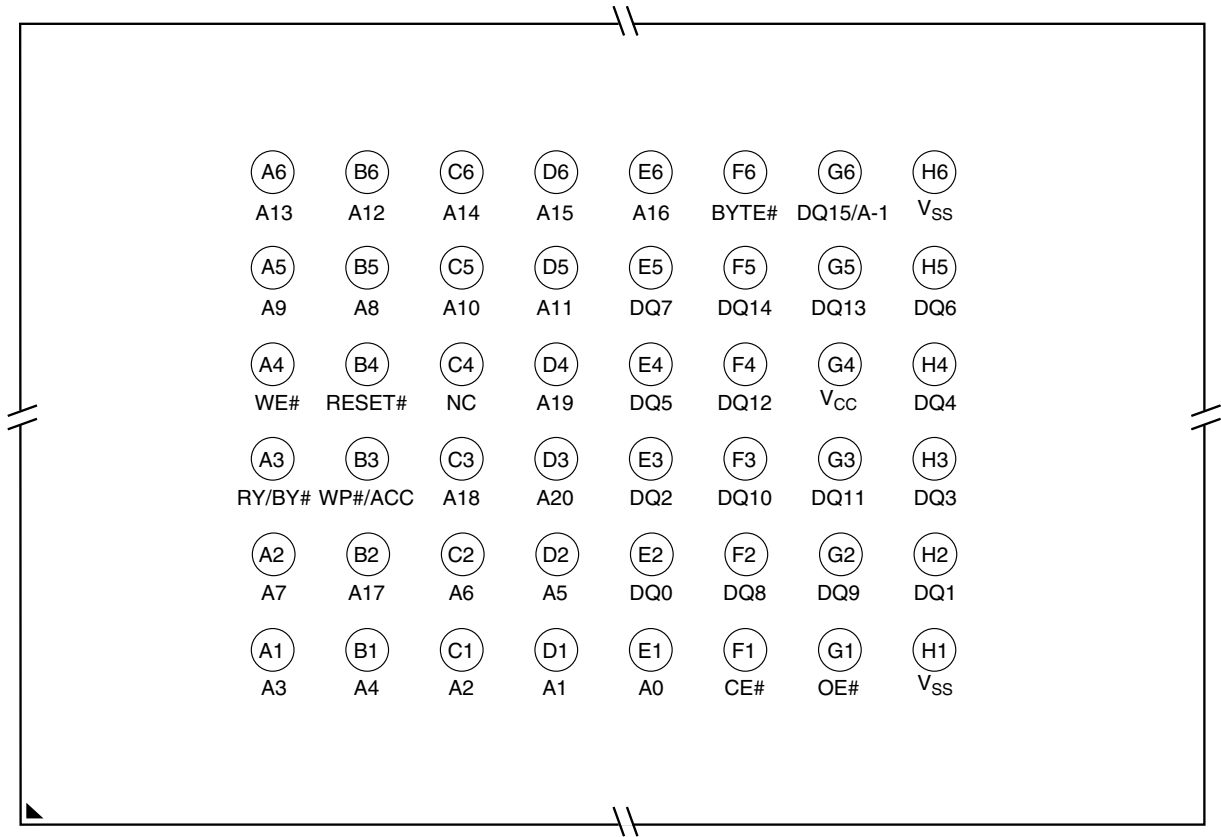 A6 B6 C6 D6 E6 F6 G6 H6
A13 A12 A14 A15 A16 BYTE# DQ15/A-1 VSS
A5 B5 C5 D5 E5 F5 G5 H5
A9 A8 A10 A11 DQ7 DQ14 DQ13 DQ6
A4 B4 C4 D4 E4 F4 G4 H4
WE# RESET# NC A19 DQ5 DQ12 VCC DQ4
A3 B3 C3 D3 E3 F3 G3 H3
RY/BY# WP#/ACC A18 A20 DQ2 DQ10 DQ11 DQ3
A2 B2 C2 D2 E2 F2 G2 H2
A7 A17 A6 A5 DQ0 DQ8 DQ9 DQ1
A1 B1 C1 D1 E1 F1 G1 H1
A3 A4 A2 A1 A0 CE# OE# VSS